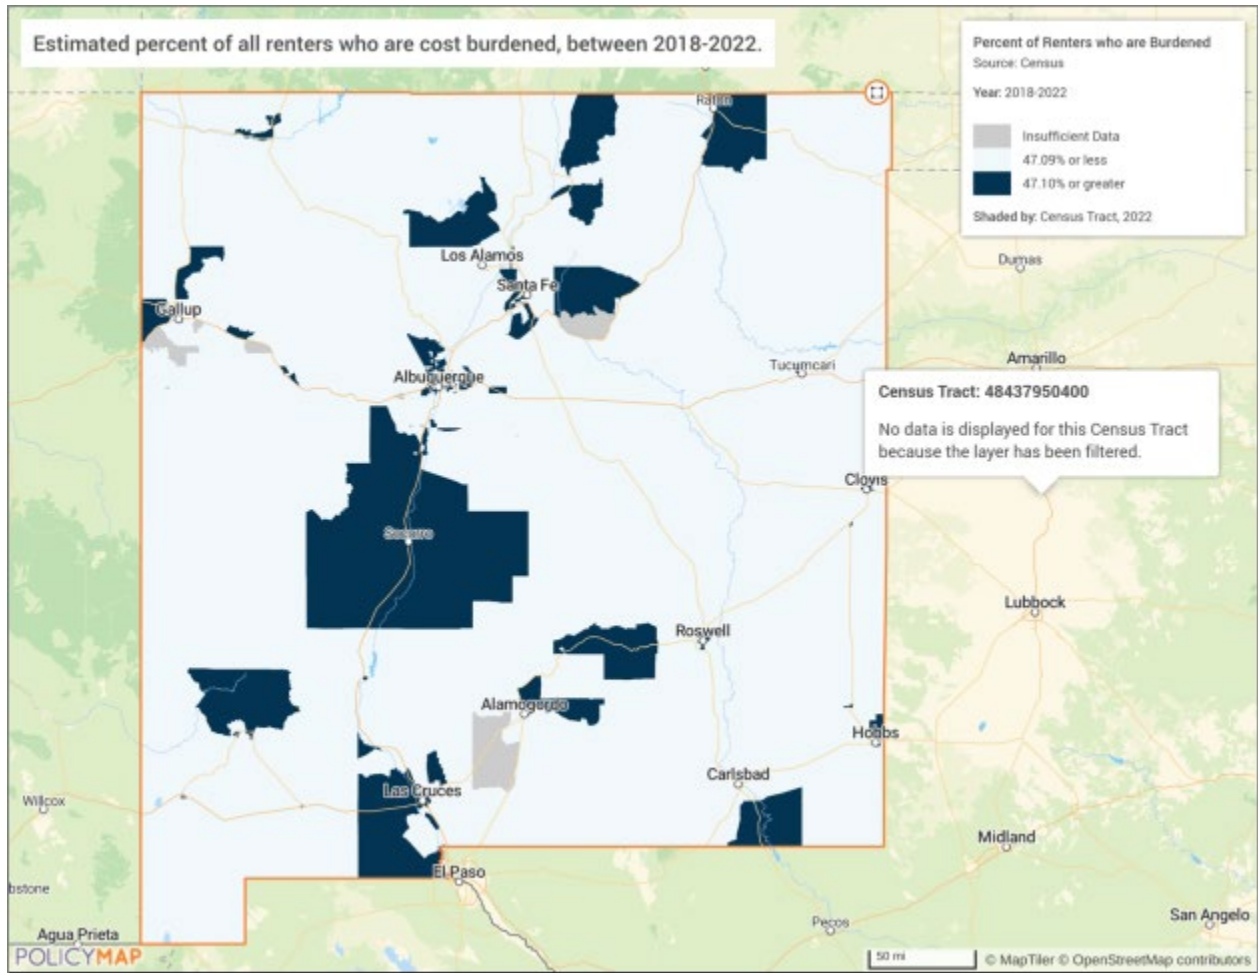 Estimated percent of all renters who are cost burdened, between 2018-2022.
Percent of Renters who are Burdened
Source: Census
Year: 2018-2022
Insufficient Data
47.09% or less
47.10% or greater
Shaded by: Census Tract, 2022
Raton
Los Alamos
Santa Fe
Gallup
Dumas
Albuquerque
Tucumcari
Amarillo
Census Tract: 48437950400
No data is displayed for this Census Tract
because the layer has been filtered.
Clovis
Socorro
Lubbock
Roswell
Alamogordo
Hobbs
Carlsbad
Las Cruces
Willcox
Midland
El Paso
bstone
Pecos
San Angelo
Agua Prieta
POLICYMAP
50 mi
© MapTiler © OpenStreetMap contributors